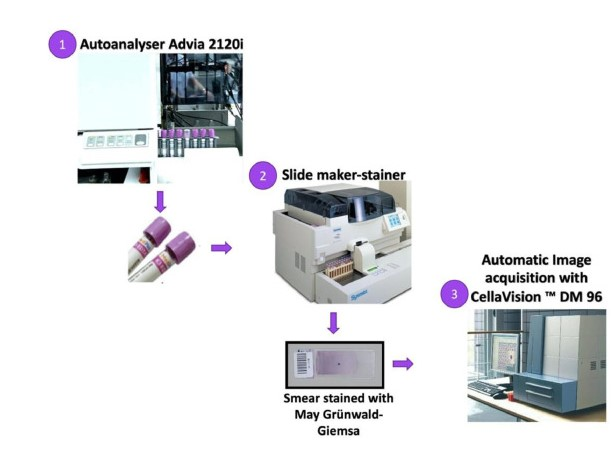 1 Autoanalyser Advia 2120i
2 Slide maker-stainer
Sysmex
Automatic Image
acquisition with
3 CellaVision ™ DM 96
Smear stained with
May Grünwald-
Giemsa